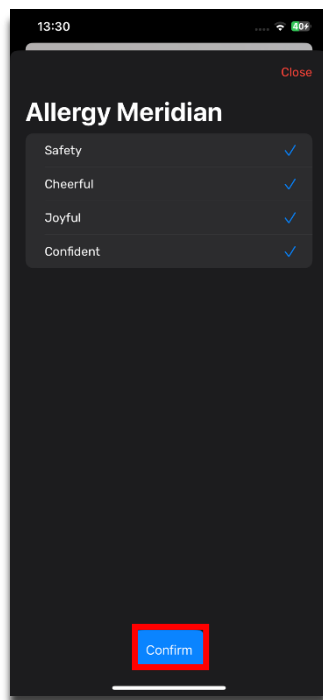 13:30
40
Close
Allergy Meridian
Safety
Cheerful
Joyful
Confident
Confirm